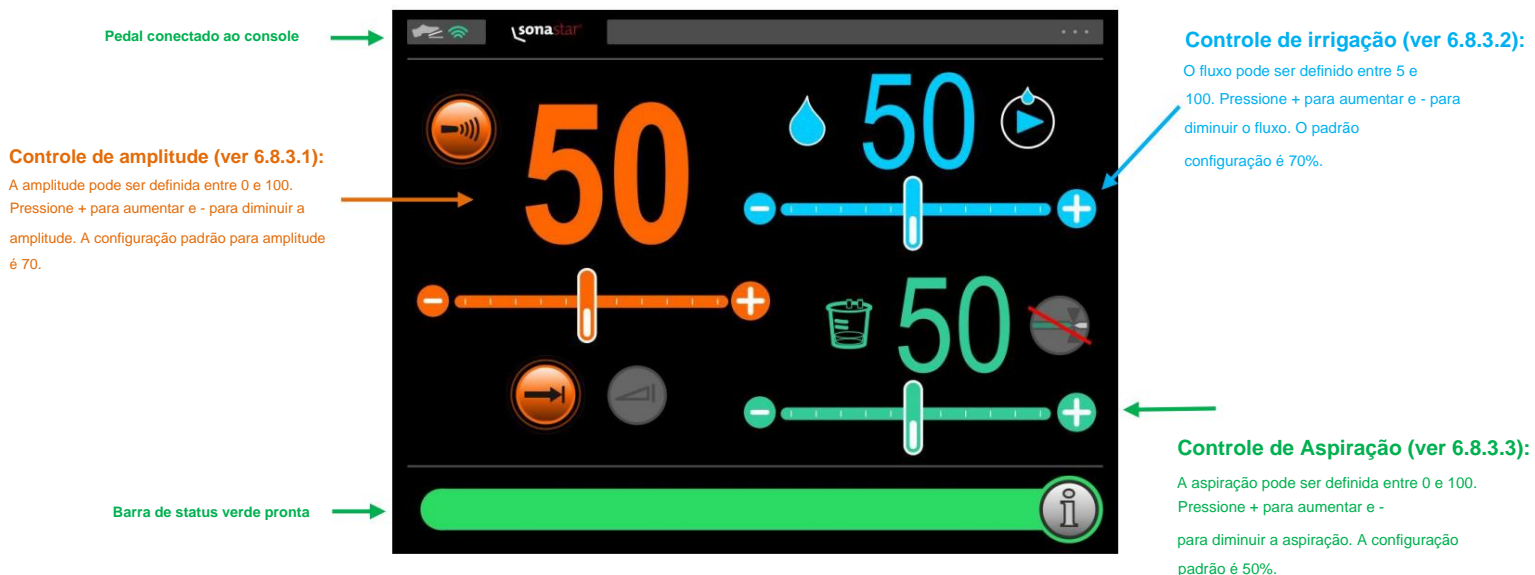 Pedal conectado ao console
sonastar
Controle de irrigação (ver 6.8.3.2):
O fluxo pode ser definido entre 5 e
100. Pressione + para aumentar e - para
diminuir o fluxo. O padrão
configuração é 70%.
50
50
Controle de amplitude (ver 6.8.3.1):
A amplitude pode ser definida entre 0 e 100.
Pressione + para aumentar e - para diminuir a
amplitude. A configuração padrão para amplitude
é 70.
50
Controle de Aspiração (ver 6.8.3.3):
A aspiração pode ser definida entre 0 e 100.
Pressione + para aumentar e -
para diminuir a aspiração. A configuração
padrão é 50%.
Barra de status verde pronta
i